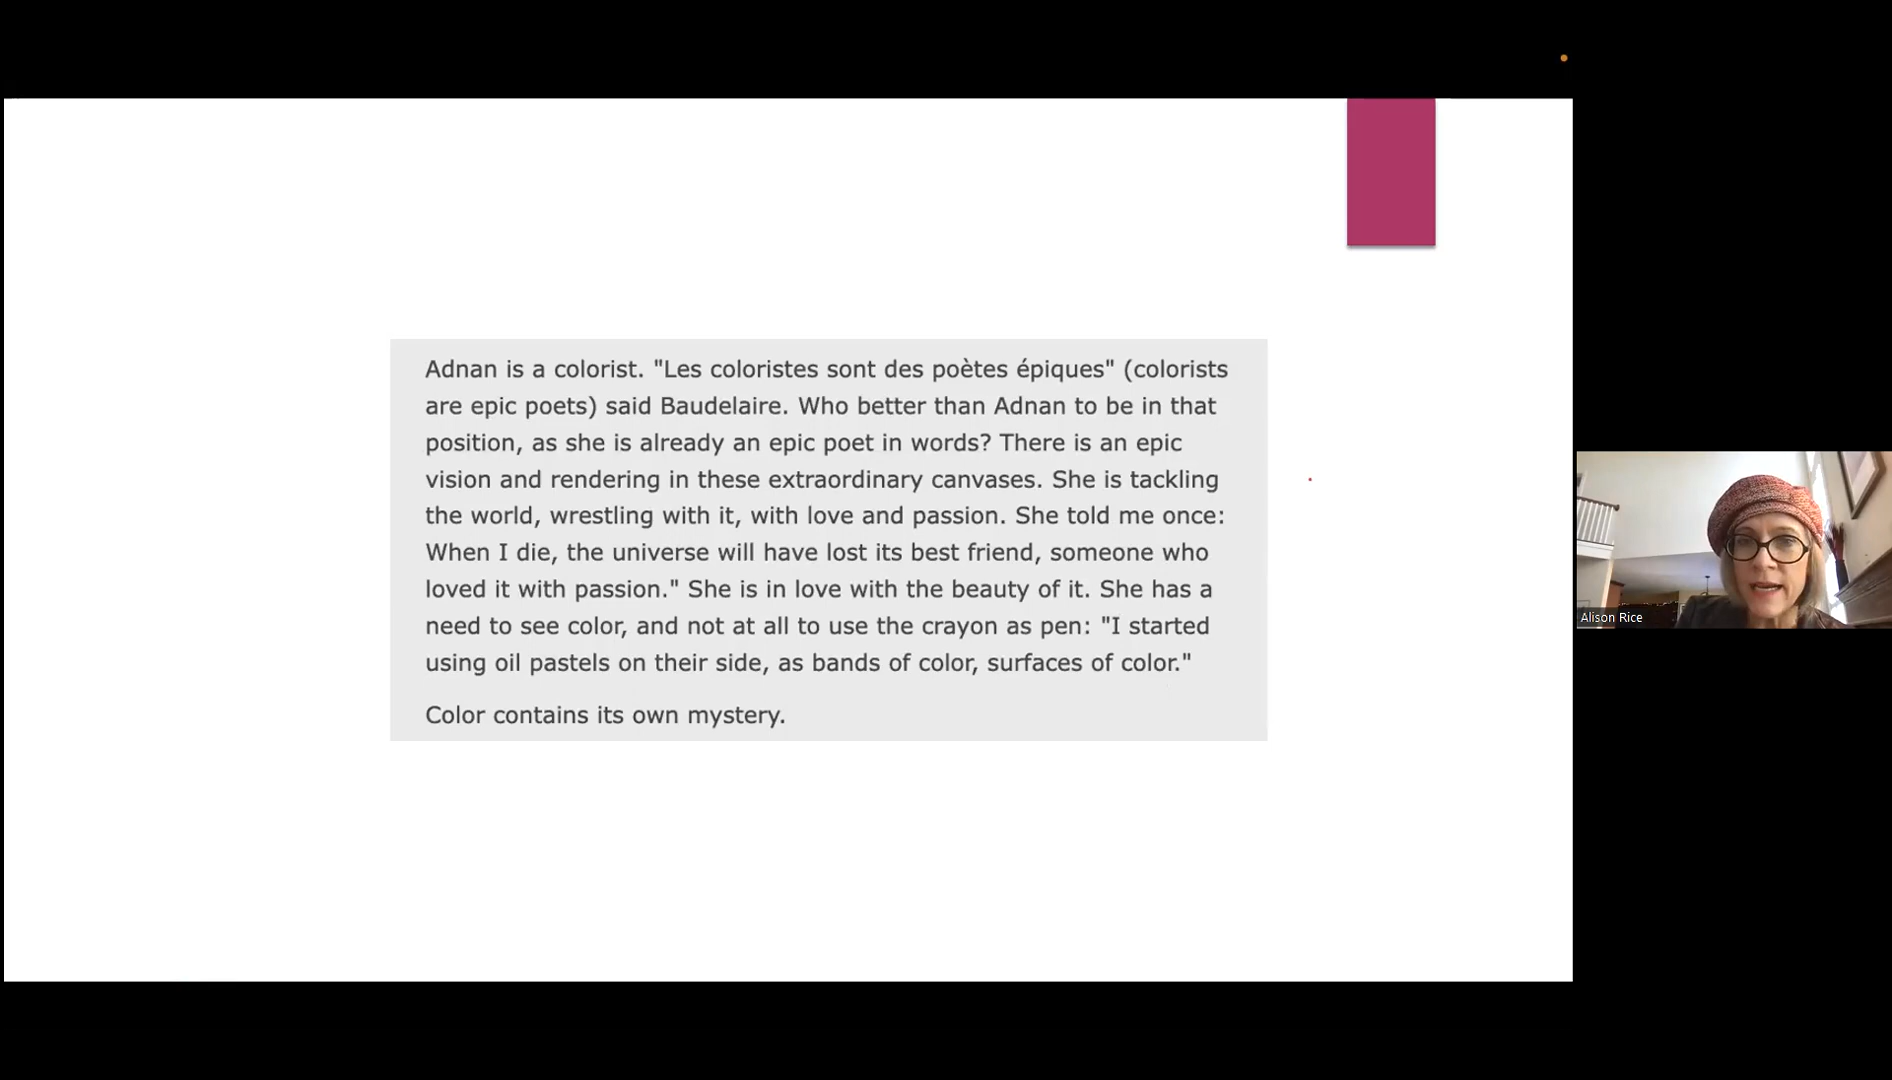 Adnan is a colorist. "Les coloristes sont des poètes épiques" (colorists
are epic poets) said Baudelaire. Who better than Adnan to be in that
position, as she is already an epic poet in words? There is an epic
vision and rendering in these extraordinary canvases. She is tackling
the world, wrestling with it, with love and passion. She told me once:
When I die, the universe will have lost its best friend, someone who
loved it with passion." She is in love with the beauty of it. She has a
need to see color, and not at all to use the crayon as pen: "I started
using oil pastels on their side, as bands of color, surfaces of color."
Color contains its own mystery.
Alison Rice